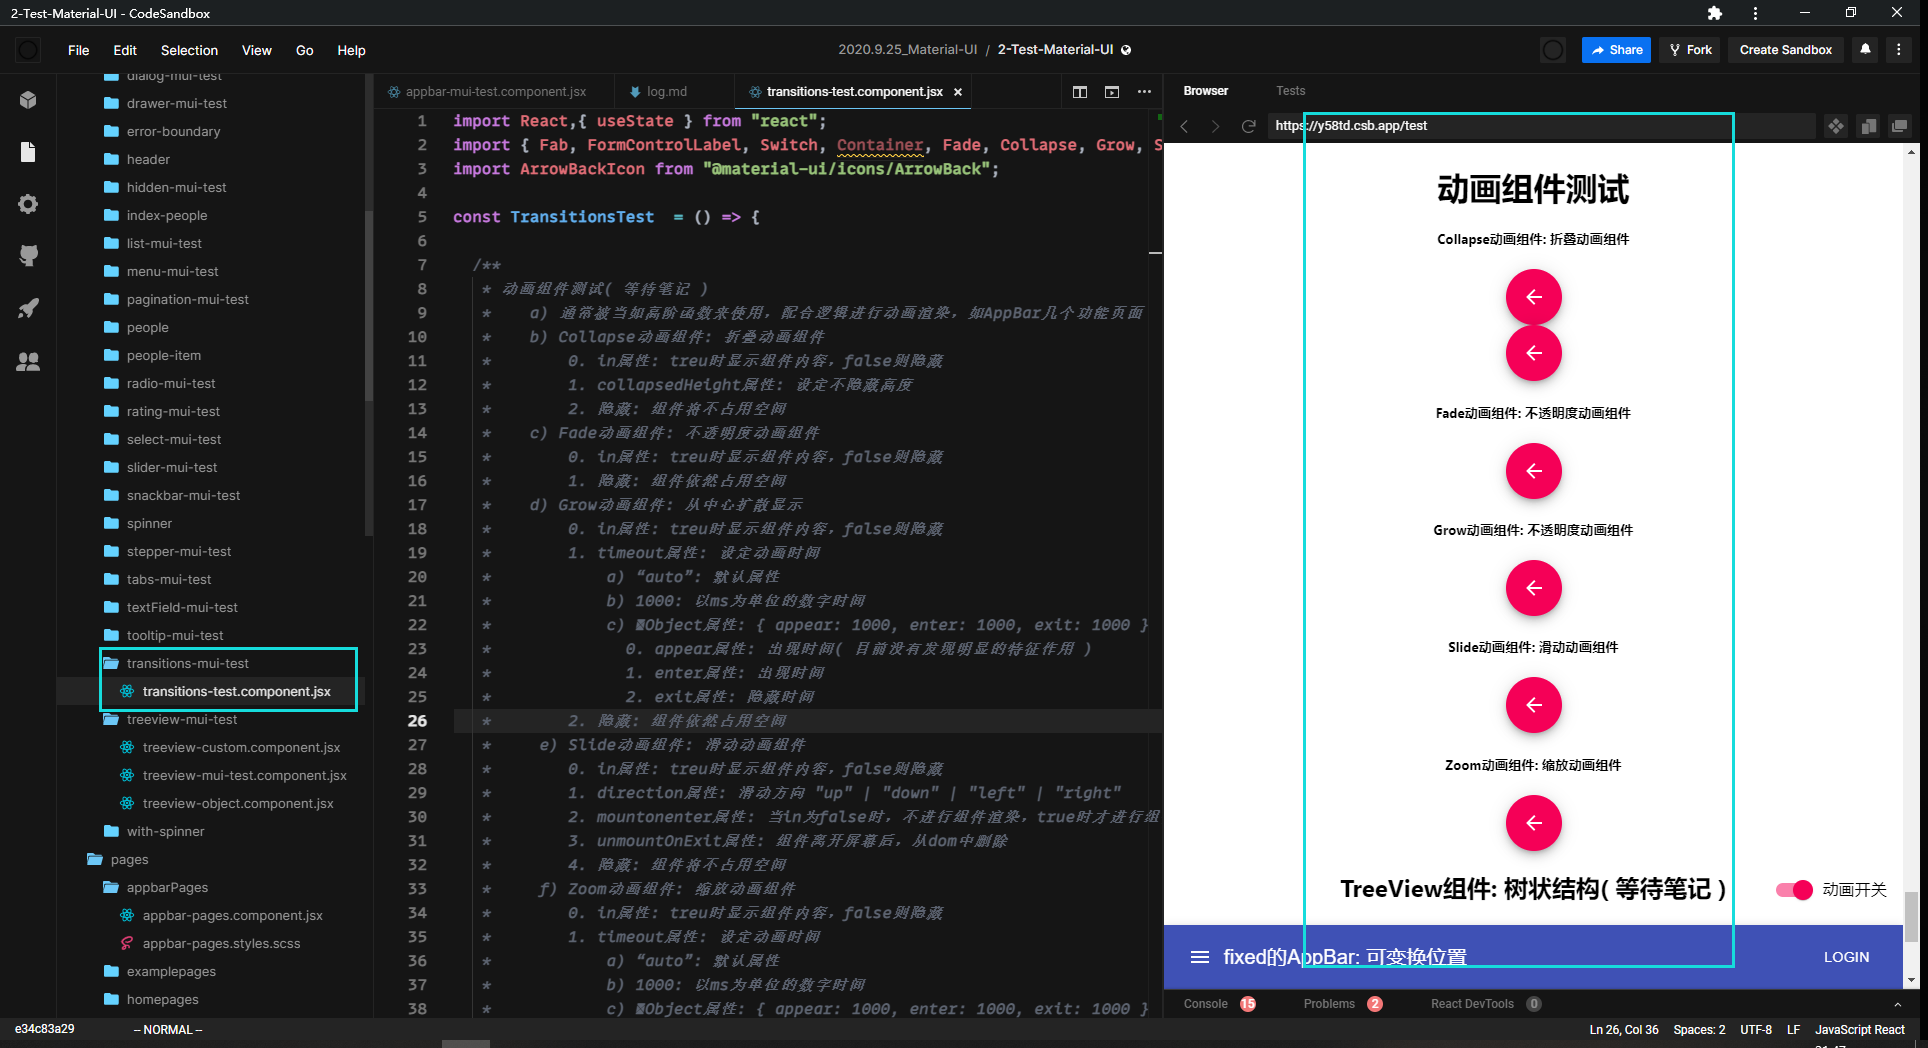 2-Test-Material-UI - CodeSandbox
File Edit Selection View Go Help
2020.9.25_Material-UI / 2-Test-Material-UI
Share Fork Create Sandbox
dialog-mui-test
drawer-mui-test
error-boundary
header
hidden-mui-test
index-people
list-mui-test
menu-mui-test
pagination-mui-test
people
people-item
radio-mui-test
rating-mui-test
select-mui-test
slider-mui-test
snackbar-mui-test
spinner
stepper-mui-test
tabs-mui-test
textField-mui-test
tooltip-mui-test
transitions-mui-test
transitions-test.component.jsx
treeview-mui-test
treeview-custom.component.jsx
treeview-mui-test.component.jsx
treeview-object.component.jsx
with-spinner
pages
appbarPages
appbar-pages.component.jsx
appbar-pages.styles.scss
examplepages
homepages
appbar-mui-test.component.jsx log.md transitions-test.component.jsx
1 import React,{ useState } from "react";
2 import { Fab, FormControlLabel, Switch, Container, Fade, Collapse, Grow, S
3 import ArrowBackIcon from "@material-ui/icons/ArrowBack";
4
5 const TransitionsTest = () => {
6
7 /**
8 * 动画组件测试( 等待笔记 )
9 * a) 通常被当如高阶函数来使用，配合逻辑进行动画渲染，如AppBar几个功能页面
10 * b) Collapse动画组件: 折叠动画组件
11 * 0. in属性: treu时显示组件内容，false则隐藏
12 * 1. collapsedHeight属性: 设定不隐藏高度
13 * 2. 隐藏: 组件将不占用空间
14 * c) Fade动画组件: 不透明度动画组件
15 * 0. in属性: treu时显示组件内容，false则隐藏
16 * 1. 隐藏: 组件依然占用空间
17 * d) Grow动画组件: 从中心扩散显示
18 * 0. in属性: treu时显示组件内容，false则隐藏
19 * 1. timeout属性: 设定动画时间
20 * a) “auto”: 默认属性
21 * b) 1000: 以ms为单位的数字时间
22 * c) Object属性: { appear: 1000, enter: 1000, exit: 1000 }
23 * 0. appear属性: 出现时间( 目前没有发现明显的特征作用 )
24 * 1. enter属性: 出现时间
25 * 2. exit属性: 隐藏时间
26 * 2. 隐藏: 组件依然占用空间
27 * e) Slide动画组件: 滑动动画组件
28 * 0. in属性: treu时显示组件内容，false则隐藏
29 * 1. direction属性: 滑动方向 "up" | "down" | "left" | "right"
30 * 2. mountonenter属性: 当in为false时，不进行组件渲染，true时才进行组
31 * 3. unmountOnExit属性: 组件离开屏幕后，从dom中删除
32 * 4. 隐藏: 组件将不占用空间
33 * f) Zoom动画组件: 缩放动画组件
34 * 0. in属性: treu时显示组件内容，false则隐藏
35 * 1. timeout属性: 设定动画时间
36 * a) “auto”: 默认属性
37 * b) 1000: 以ms为单位的数字时间
38 * c) Object属性: { appear: 1000, enter: 1000, exit: 1000 }
Browser Tests
https://y58td.csb.app/test
动画组件测试
Collapse动画组件: 折叠动画组件
Fade动画组件: 不透明度动画组件
Grow动画组件: 不透明度动画组件
Slide动画组件: 滑动动画组件
Zoom动画组件: 缩放动画组件
TreeView组件: 树状结构( 等待笔记 )
动画开关
fixed的AppBar: 可变换位置 LOGIN
Console 15 Problems 2 React DevTools 0
e34c83a29 -- NORMAL -- Ln 26, Col 36 Spaces: 2 UTF-8 LF JavaScript React